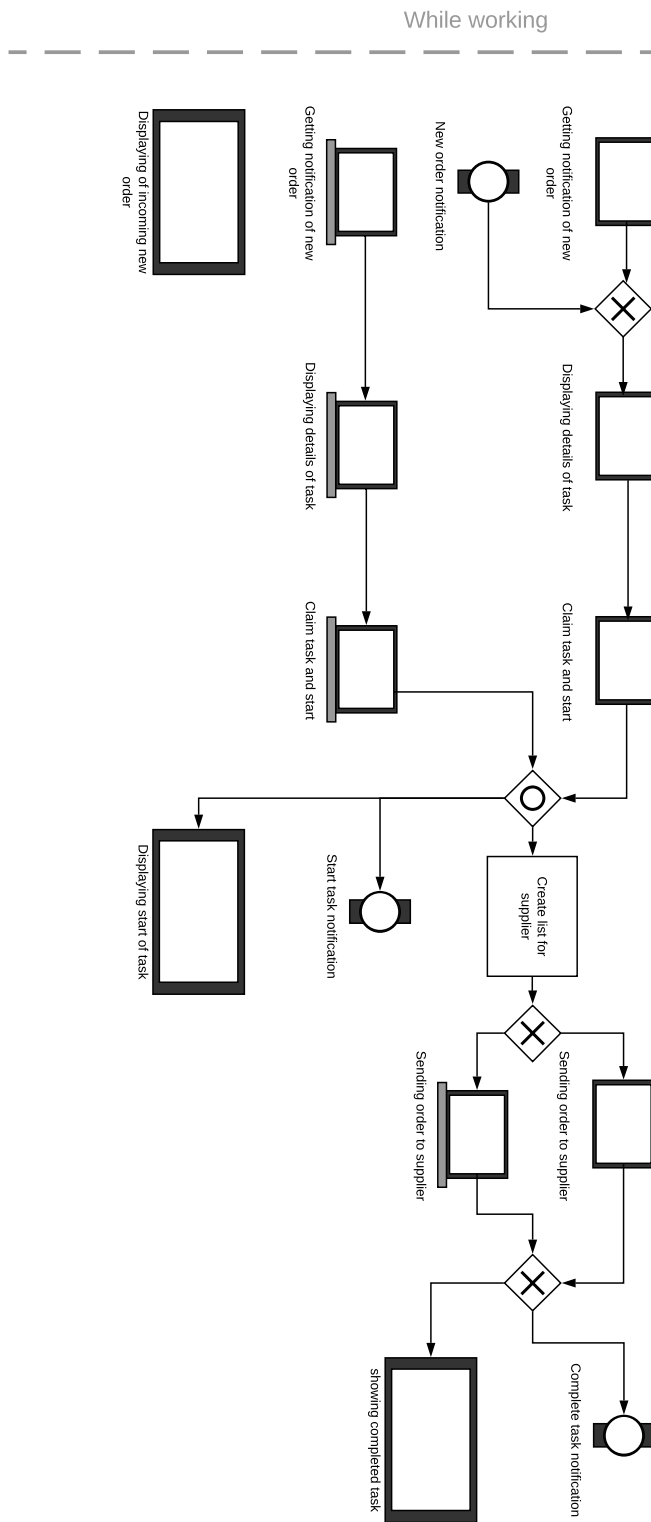 While working
Displaying of incoming new
order
Getting notification of new
order
New order notification
Getting notification of new
order
Displaying details of task
Displaying details of task
Claim task and start
Claim task and start
Displaying start of task
Start task notification
Create list for
supplier
Sending order to supplier
Sending order to supplier
showing completed task
Complete task notification